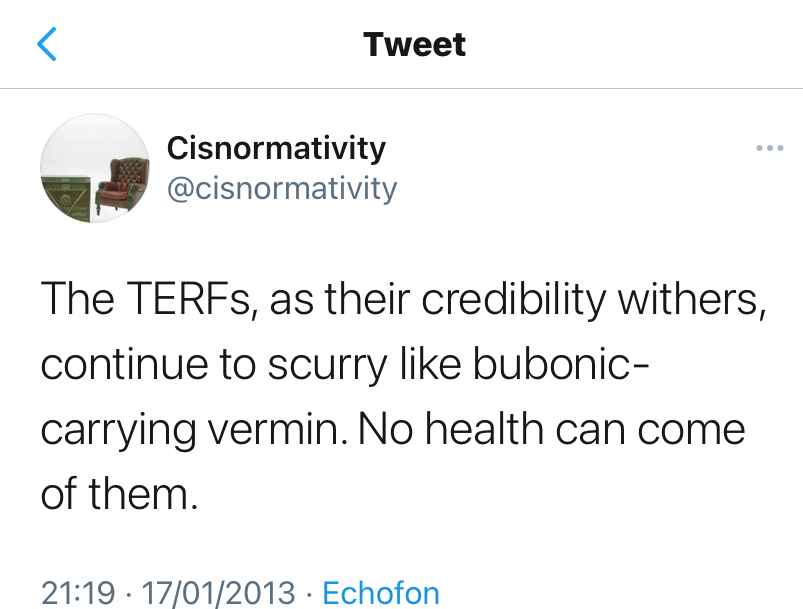 Tweet
Cisnormativity
@cisnormativity
The TERFs, as their credibility withers,
continue to scurry like bubonic-
carrying vermin. No health can come
of them.
21:19 · 17/01/2013 · Echofon